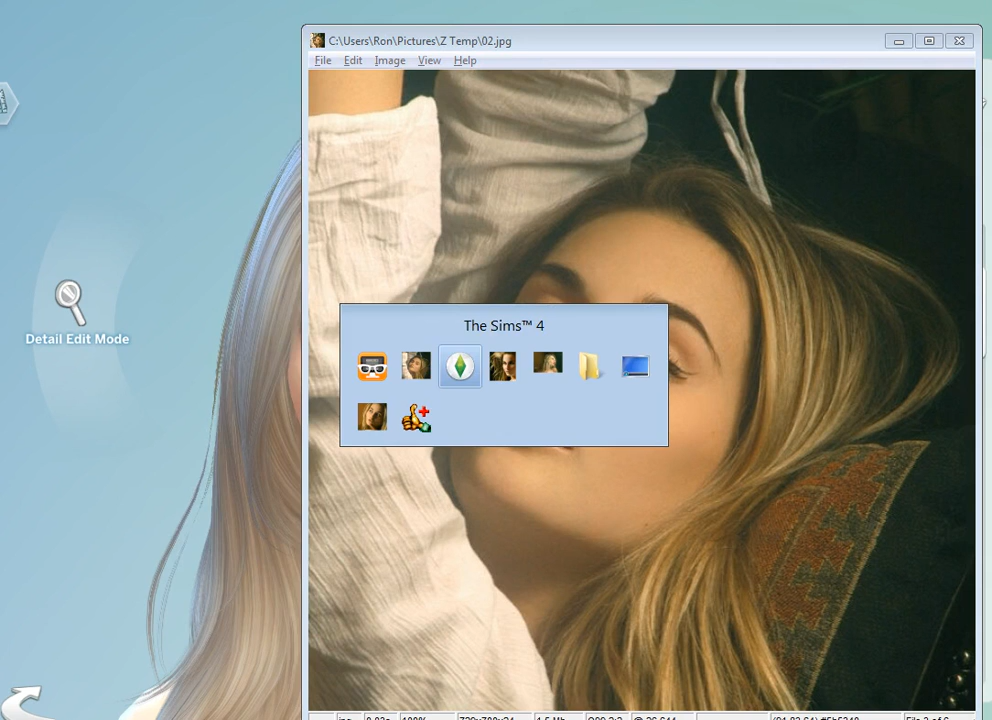 C:\Users\Ron\Pictures\Z Temp\02.jpg
File Edit Image View Help
The Sims™ 4
Detail Edit Mode